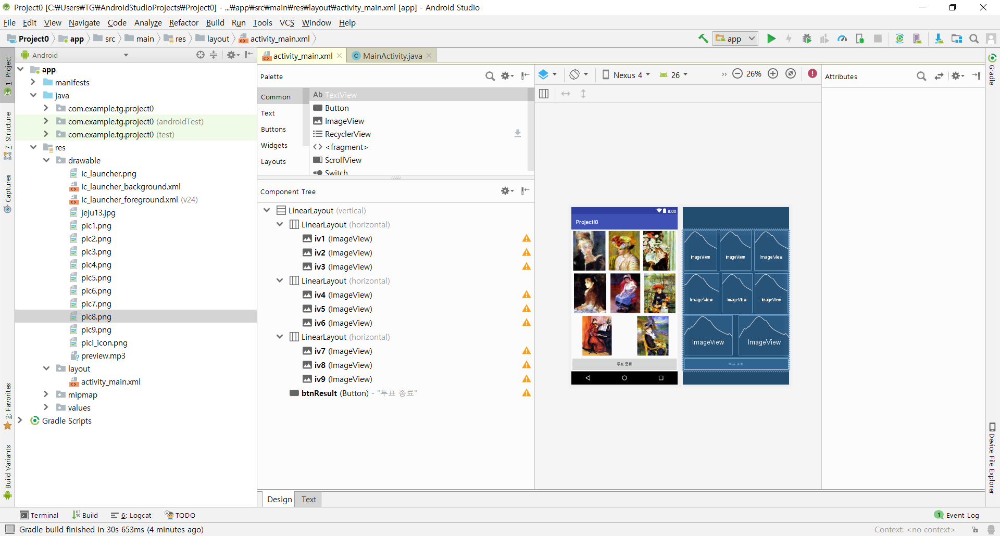 Project0 [C:₩Users₩TG₩AndroidStudioProjects₩Project0] - ...₩app₩src₩main₩res₩layout₩activity_main.xml [app] - Android Studio
File Edit View Navigate Code Analyze Refactor Build Run Tools VCS Window Help
Project0 app src main res layout activity_main.xml
app
1: Project
7: Structure
Captures
2: Favorites
Build Variants
Android
app
manifests
java
com.example.tg.project0
com.example.tg.project0 (androidTest)
com.example.tg.project0 (test)
res
drawable
ic_launcher.png
ic_launcher_background.xml
ic_launcher_foreground.xml (v24)
jeju13.jpg
pic1.png
pic2.png
pic3.png
pic4.png
pic5.png
pic6.png
pic7.png
pic8.png
pic9.png
pici_icon.png
preview.mp3
layout
activity_main.xml
mipmap
values
Gradle Scripts
activity_main.xml MainActivity.java
Palette
Common
Text
Buttons
Widgets
Layouts
Ab TextView
Button
ImageView
RecyclerView
<fragment>
ScrollView
Switch
Component Tree
LinearLayout (vertical)
LinearLayout (horizontal)
iv1 (ImageView)
iv2 (ImageView)
iv3 (ImageView)
LinearLayout (horizontal)
iv4 (ImageView)
iv5 (ImageView)
iv6 (ImageView)
LinearLayout (horizontal)
iv7 (ImageView)
iv8 (ImageView)
iv9 (ImageView)
btnResult (Button) - "투표 종료"
Nexus 4 26 26%
8:00
Project!0
투표 종료
ImageView ImageView ImageView
ImageView ImageView ImageView
ImageView ImageView
투표 종료
Attributes
Gradle
Device File Explorer
Design Text
Terminal Build 6: Logcat TODO
1 Event Log
Gradle build finished in 30s 653ms (4 minutes ago)
Context: <no context>